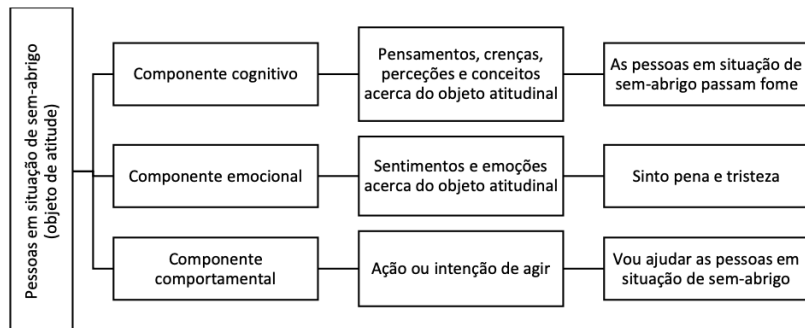 Pessoas em situação de sem-abrigo
(objeto de atitude)
Componente cognitivo
Pensamentos, crenças,
perceções e conceitos
acerca do objeto atitudinal
As pessoas em situação de
sem-abrigo passam fome
Componente emocional
Sentimentos e emoções
acerca do objeto atitudinal
Sinto pena e tristeza
Componente
comportamental
Ação ou intenção de agir
Vou ajudar as pessoas em
situação de sem-abrigo